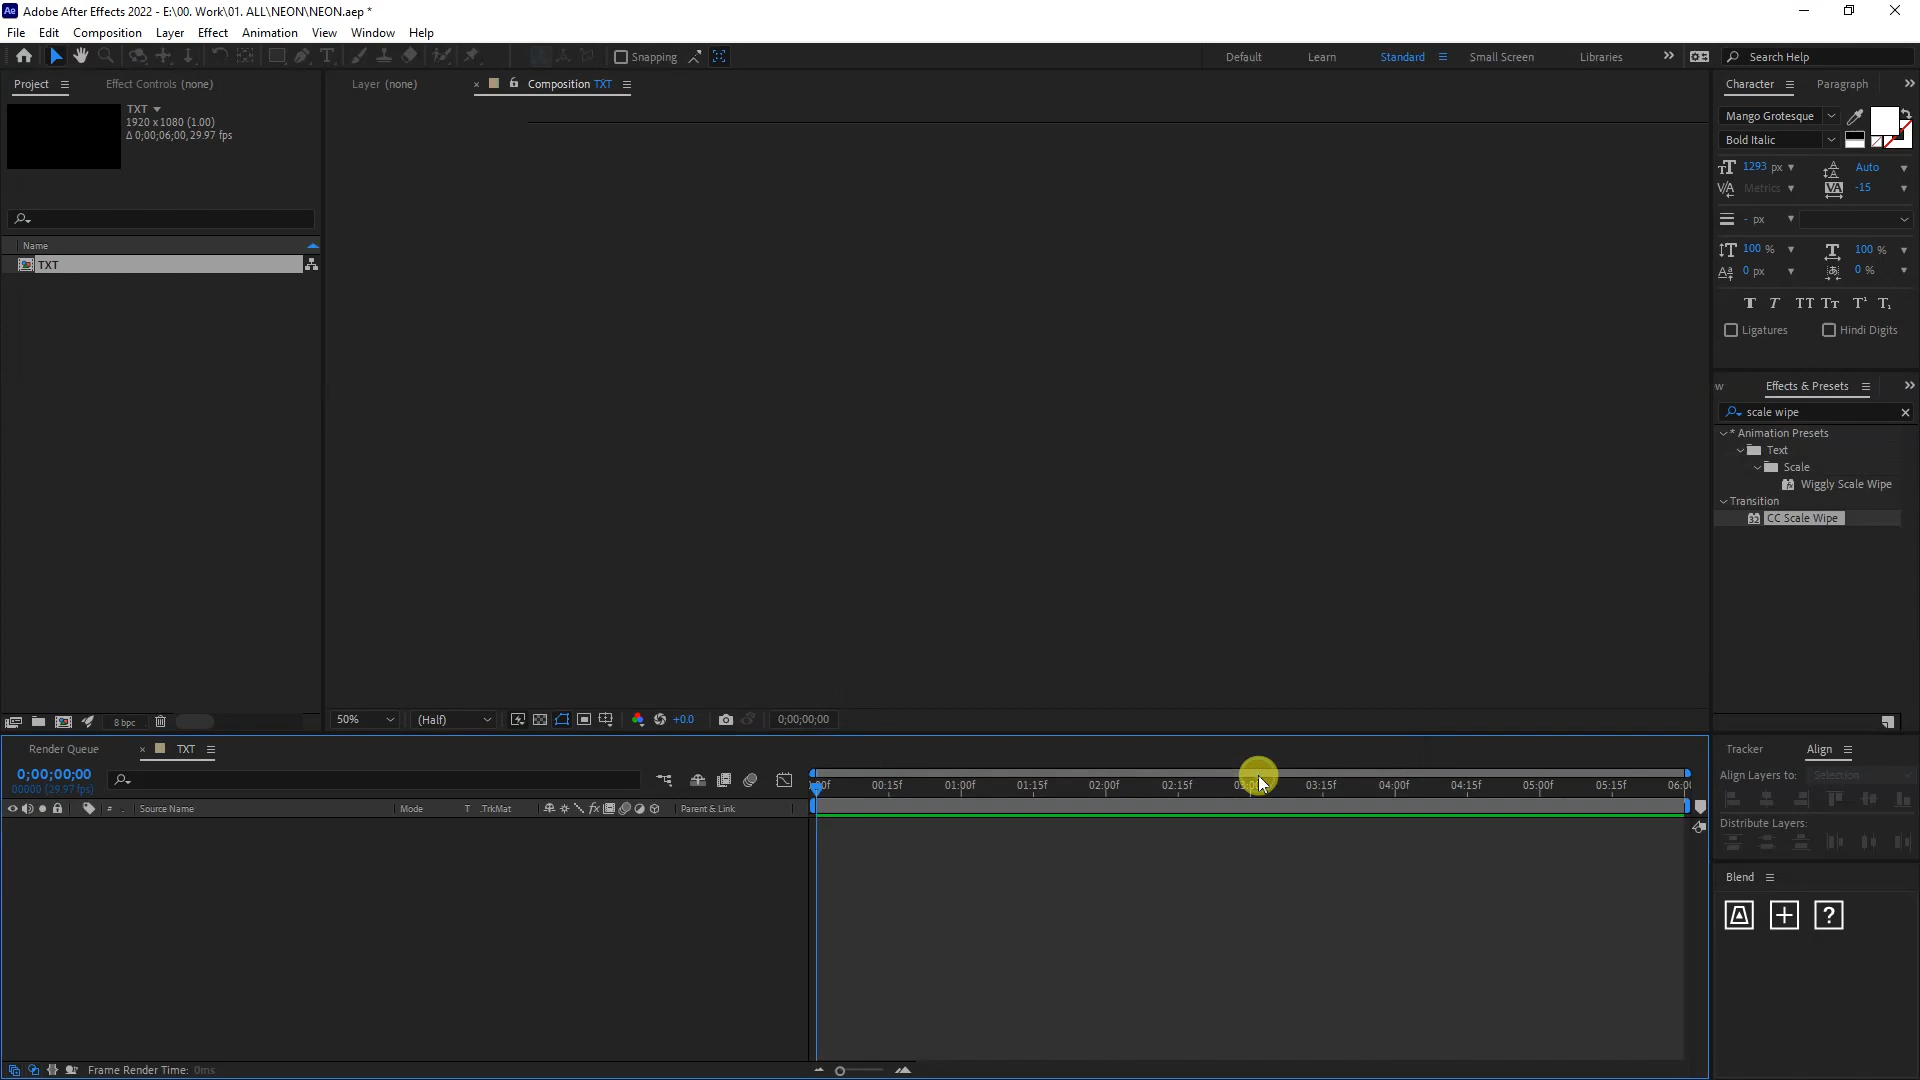 Adobe After Effects 2022 - E:\00. Work\01. ALL\NEON\NEON.aep *
File Edit Composition Layer Effect Animation View Window Help
Snapping Default Learn Standard Small Screen Libraries Search Help
Project Effect Controls (none) Layer (none) Composition TXT Character Paragraph
TXT
1920 x 1080 (1.00)
Δ 0;00;06;00, 29.97 fps
Mango Grotesque
Bold Italic
1293 px Auto
Metrics -15
- px
100 % 100 %
0 px 0 %
Ligatures Hindi Digits
Name
TXT
Effects & Presets
scale wipe
* Animation Presets
Text
Scale
Wiggly Scale Wipe
Transition
CC Scale Wipe
8 bpc 50% (Half) +0.0 0;00;00;00
Render Queue TXT Tracker Align
0;00;00;00
00000 (29.97 fps)
00:15f 01:00f 01:15f 02:00f 02:15f 03:15f 04:00f 04:15f 05:00f 05:15f
Align Layers to: Selection
Source Name Mode T .TrkMat Parent & Link
Distribute Layers:
Blend
Frame Render Time: 0ms